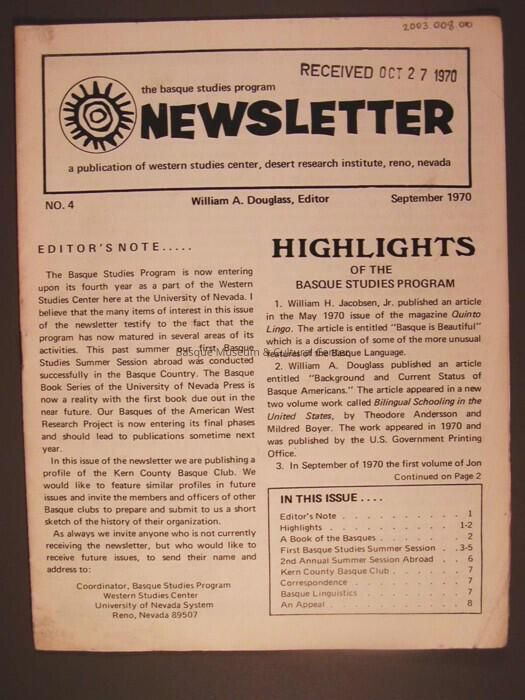 2003.008.00
RECEIVED OCT 27 1970
the basque studies program
NEWSLETTER
a publication of western studies center, desert research institute, reno, nevada
NO. 4
William A. Douglass, Editor
September 1970
EDITOR'S NOTE.....
The Basque Studies Program is now entering
upon its fourth year as a part of the Western
Studies Center here at the University of Nevada. I
believe that the many items of interest in this issue
of the newsletter testify to the fact that the
program has now matured in several areas of its
activities. This past summer our first Basque
Studies Summer Session abroad was conducted
successfully in the Basque Country. The Basque
Book Series of the University of Nevada Press is
now a reality with the first book due out in the
near future. Our Basques of the American West
Research Project is now entering its final phases
and should lead to publications sometime next
year.
In this issue of the newsletter we are publishing a
profile of the Kern County Basque Club. We
would like to feature similar profiles in future
issues and invite the members and officers of other
Basque clubs to prepare and submit to us a short
sketch of the history of their organization.
As always we invite anyone who is not currently
receiving the newsletter, but who would like to
receive future issues, to send their name and
address to:
Coordinator, Basque Studies Program
Western Studies Center
University of Nevada System
Reno, Nevada 89507
HIGHLIGHTS
OF THE
BASQUE STUDIES PROGRAM
1. William H. Jacobsen, Jr. published an article
in the May 1970 issue of the magazine Quinto
Lingo. The article is entitled "Basque is Beautiful"
which is a discussion of some of the more unusual
features of the Basque Language.
2. William A. Douglass published an article
entitled "Background and Current Status of
Basque Americans." The article appeared in a new
two volume work called Bilingual Schooling in the
United States, by Theodore Andersson and
Mildred Boyer. The work appeared in 1970 and
was published by the U.S. Government Printing
Office.
3. In September of 1970 the first volume of Jon
Continued on Page 2
IN THIS ISSUE ....
Editor's Note . . . . . . . . . . . 1
Highlights . . . . . . . . . . . 1-2
A Book of the Basques . . . . . . . 2
First Basque Studies Summer Session . . 3-5
2nd Annual Summer Session Abroad . . 6
Kern County Basque Club . . . . . . 7
Correspondence . . . . . . . . . . 7
Basque Linguistics . . . . . . . . . 7
An Appeal . . . . . . . . . . . . 8